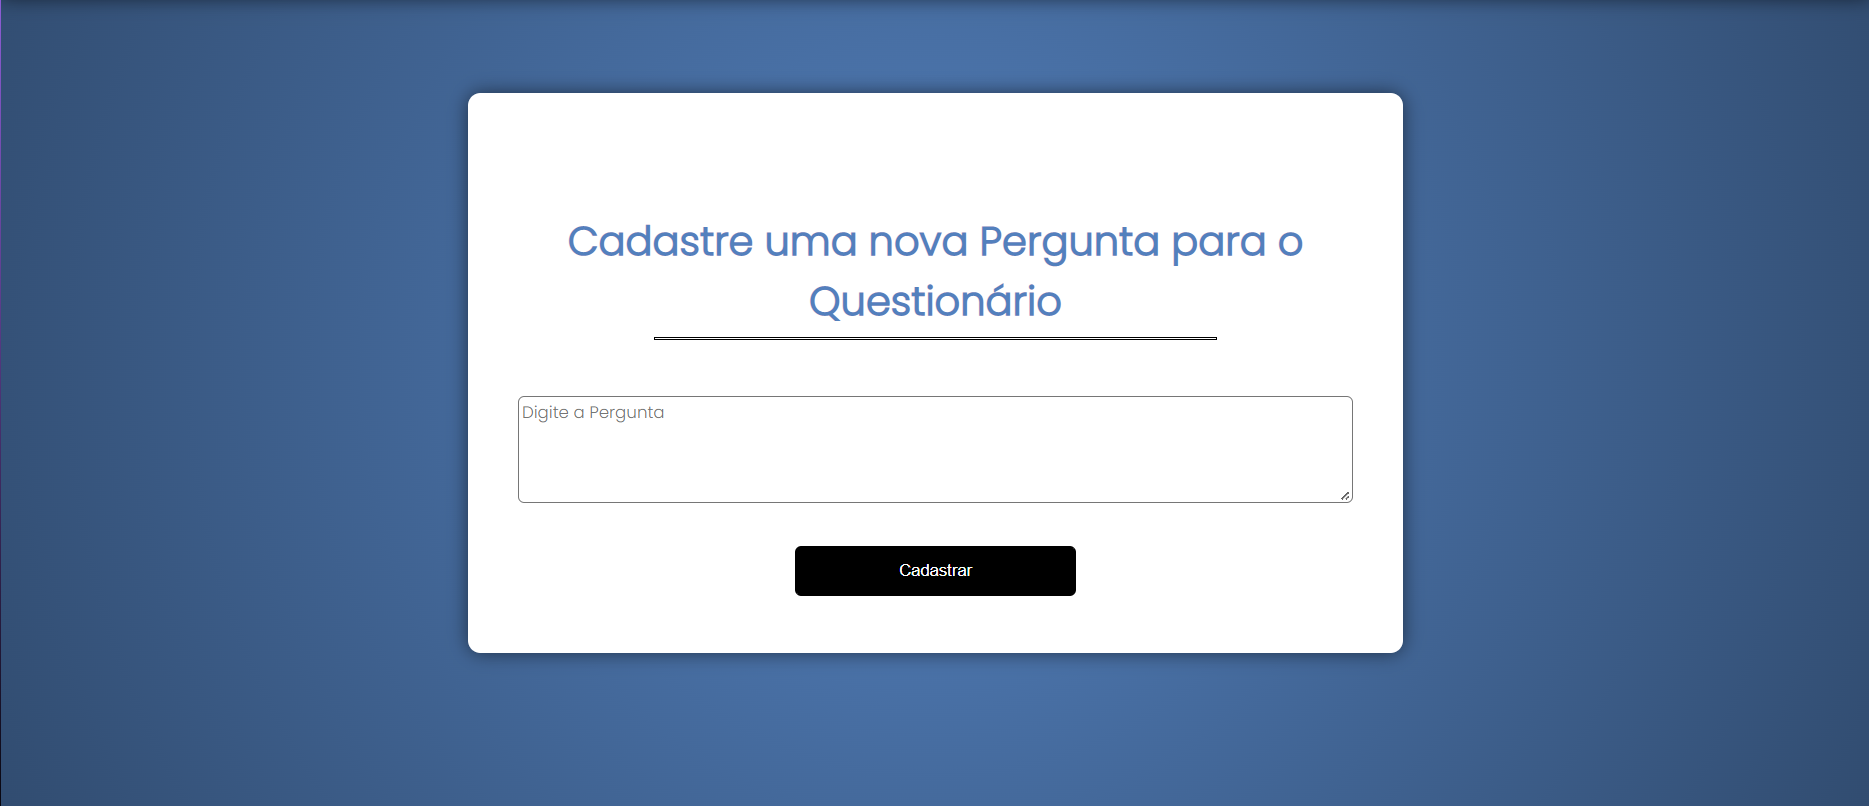 Cadastre uma nova Pergunta para o
Questionário
Digite a Pergunta
Cadastrar